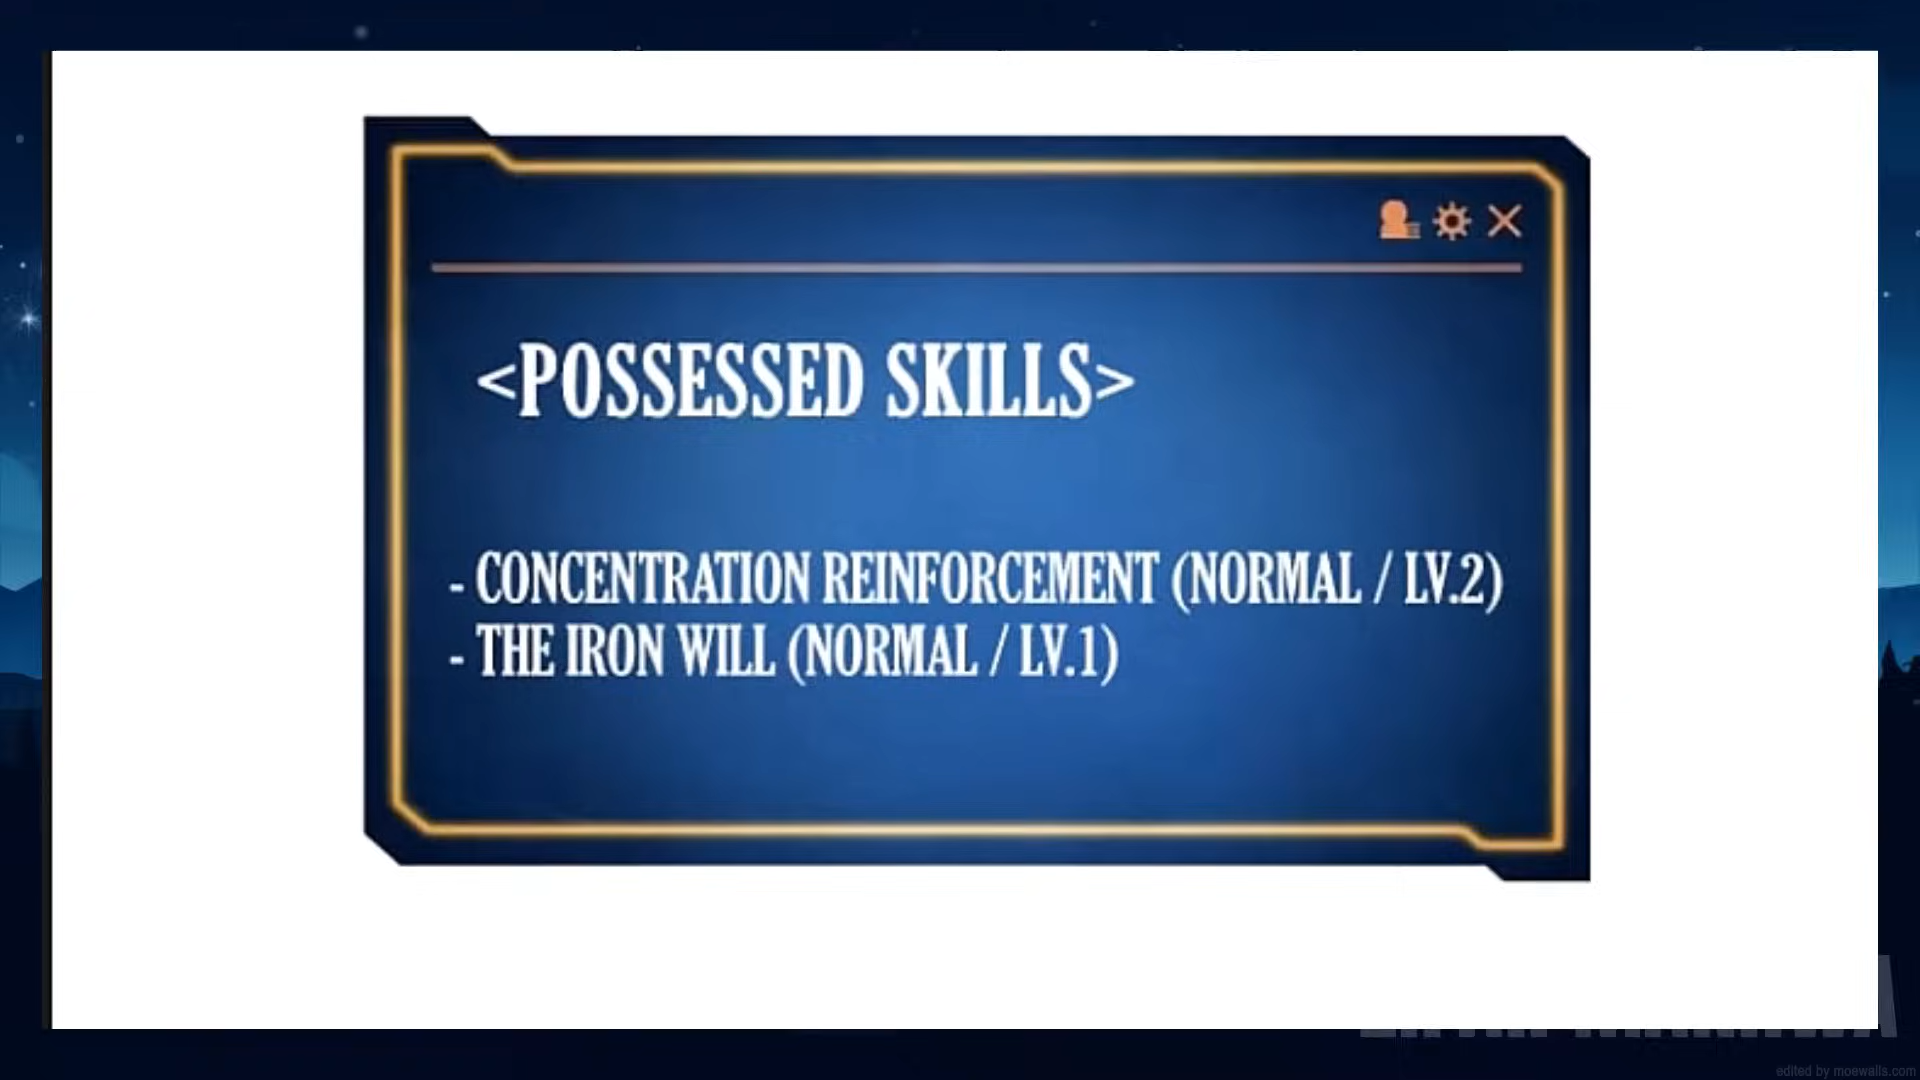 <POSSESSED SKILLS>
- CONCENTRATION REINFORCEMENT (NORMAL / LV.2)
- THE IRON WILL (NORMAL / LV.1)
edited by moewalls.com